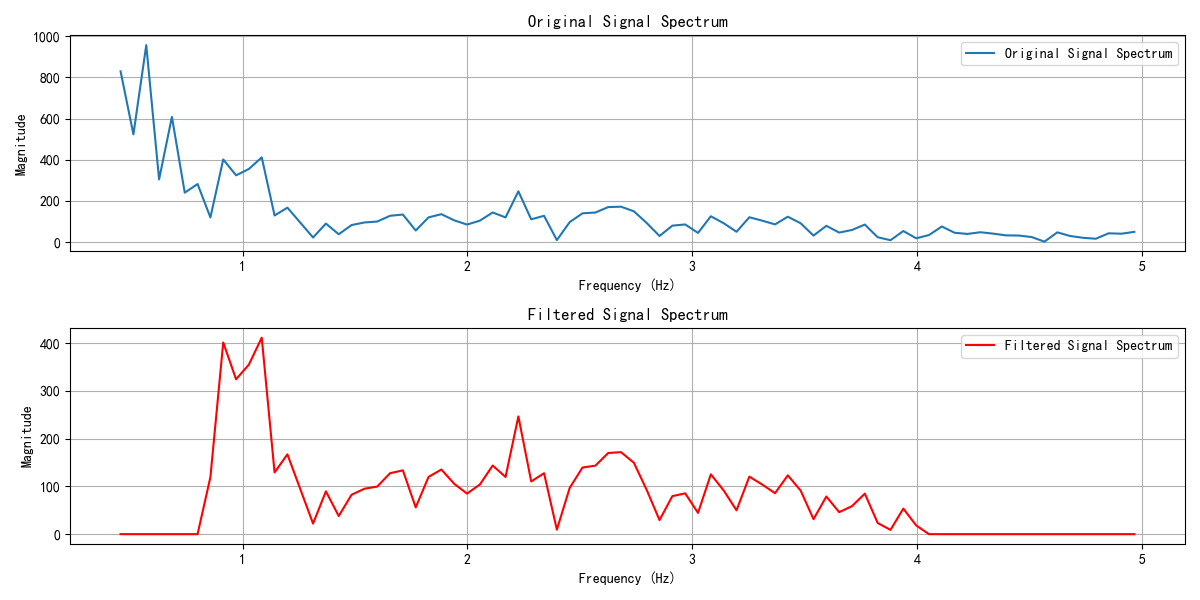 Original Signal Spectrum
1000
800
600
400
200
0
Magnitude
Original Signal Spectrum
1 2 3 4 5
Frequency (Hz)
Filtered Signal Spectrum
400
300
200
100
0
Magnitude
Filtered Signal Spectrum
1 2 3 4 5
Frequency (Hz)